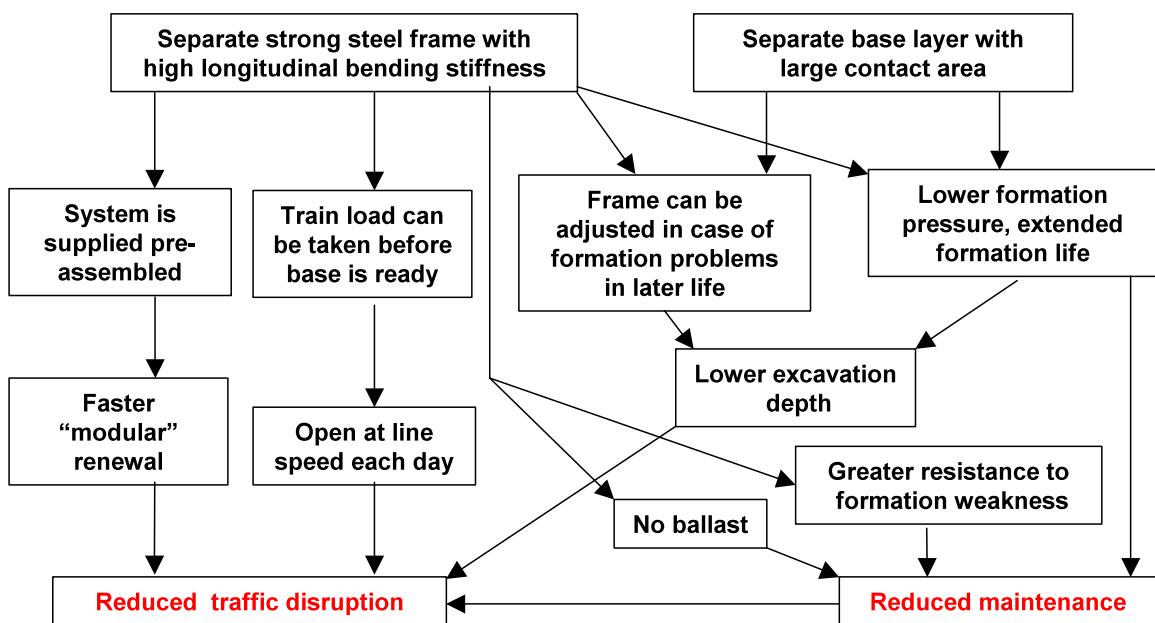 Separate strong steel frame with
high longitudinal bending stiffness
Separate base layer with
large contact area
System is
supplied pre-
assembled
Train load can
be taken before
base is ready
Frame can be
adjusted in case of
formation problems
in later life
Lower formation
pressure, extended
formation life
Faster
“modular”
renewal
Open at line
speed each day
Lower excavation
depth
Greater resistance to
formation weakness
No ballast
Reduced traffic disruption
Reduced maintenance